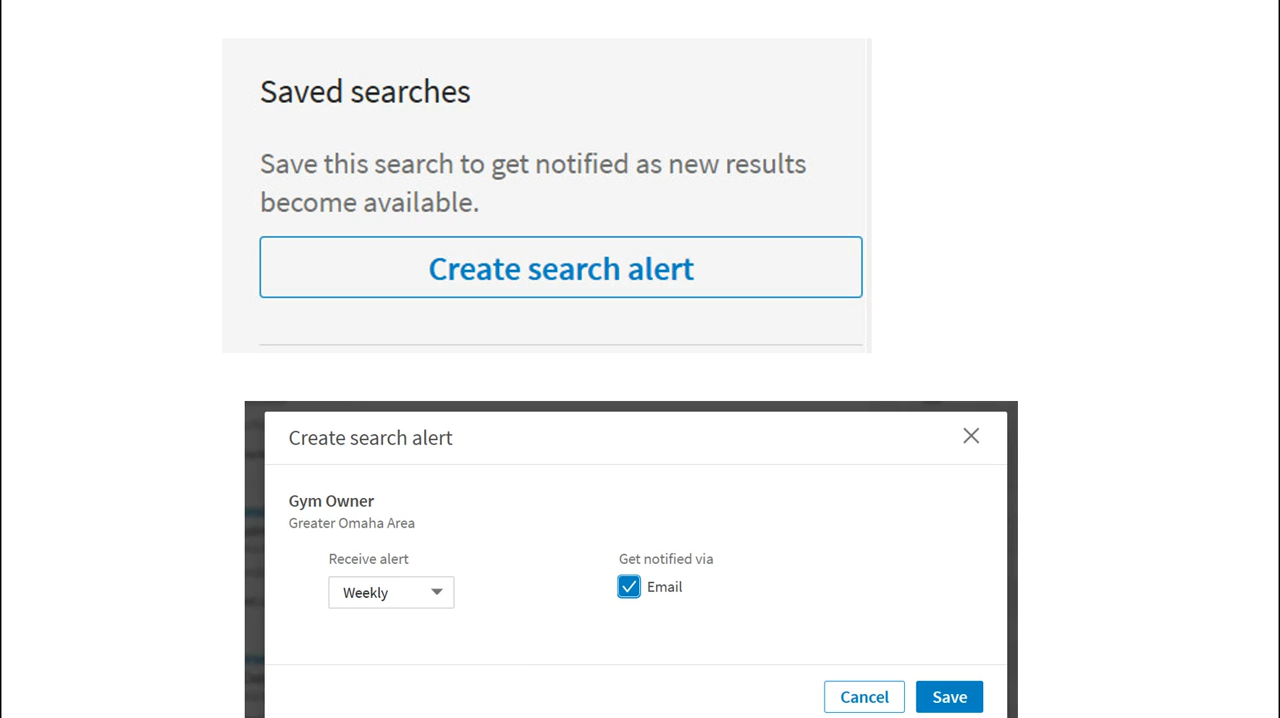 Saved searches
Save this search to get notified as new results
become available.
Create search alert
Create search alert
Gym Owner
Greater Omaha Area
Receive alert
Get notified via
Weekly
Email
Cancel
Save